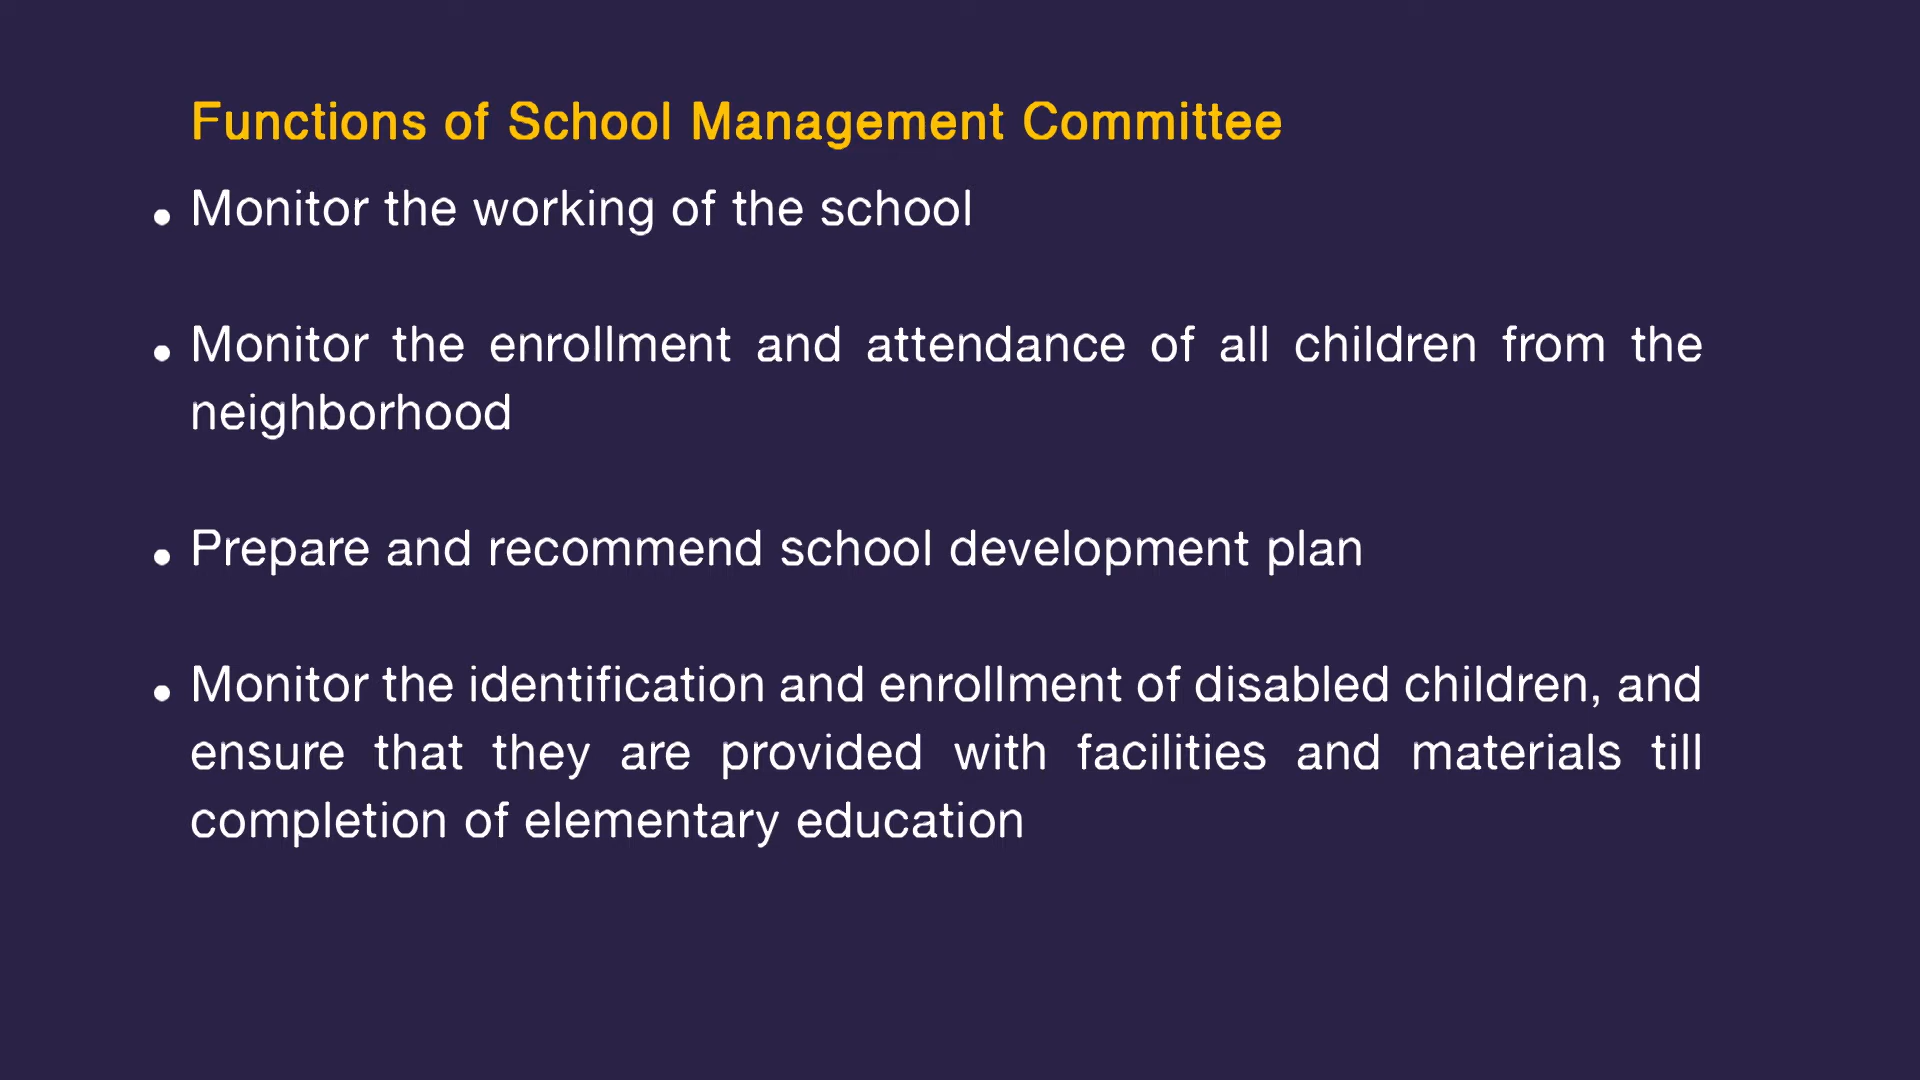 Functions of School Management Committee
• Monitor the working of the school
• Monitor the enrollment and attendance of all children from the
neighborhood
• Prepare and recommend school development plan
• Monitor the identification and enrollment of disabled children, and
ensure that they are provided with facilities and materials till
completion of elementary education